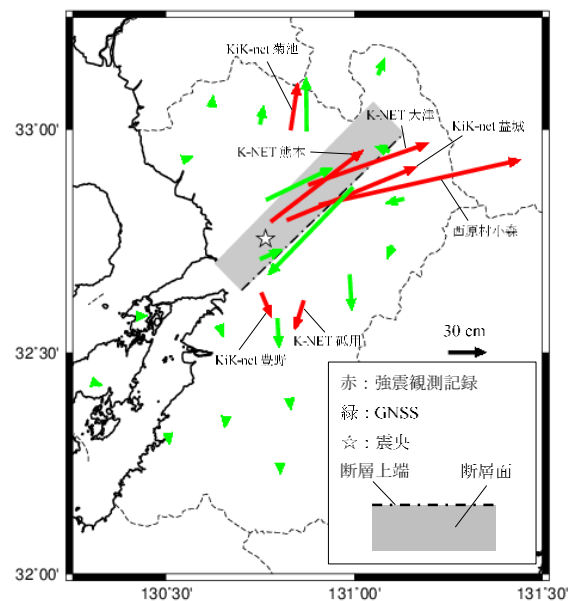 KiK-net 菊池
K-NET 大津
33˚00'
KiK-net 益城
K-NET 熊本
西原村小森
32˚30'
KiK-net 豊野
K-NET 砥用
30 cm
赤：強震観測記録
緑：GNSS
☆：震央
断層上端
断層面
32˚00'
130˚30'
131˚00'
131˚30'